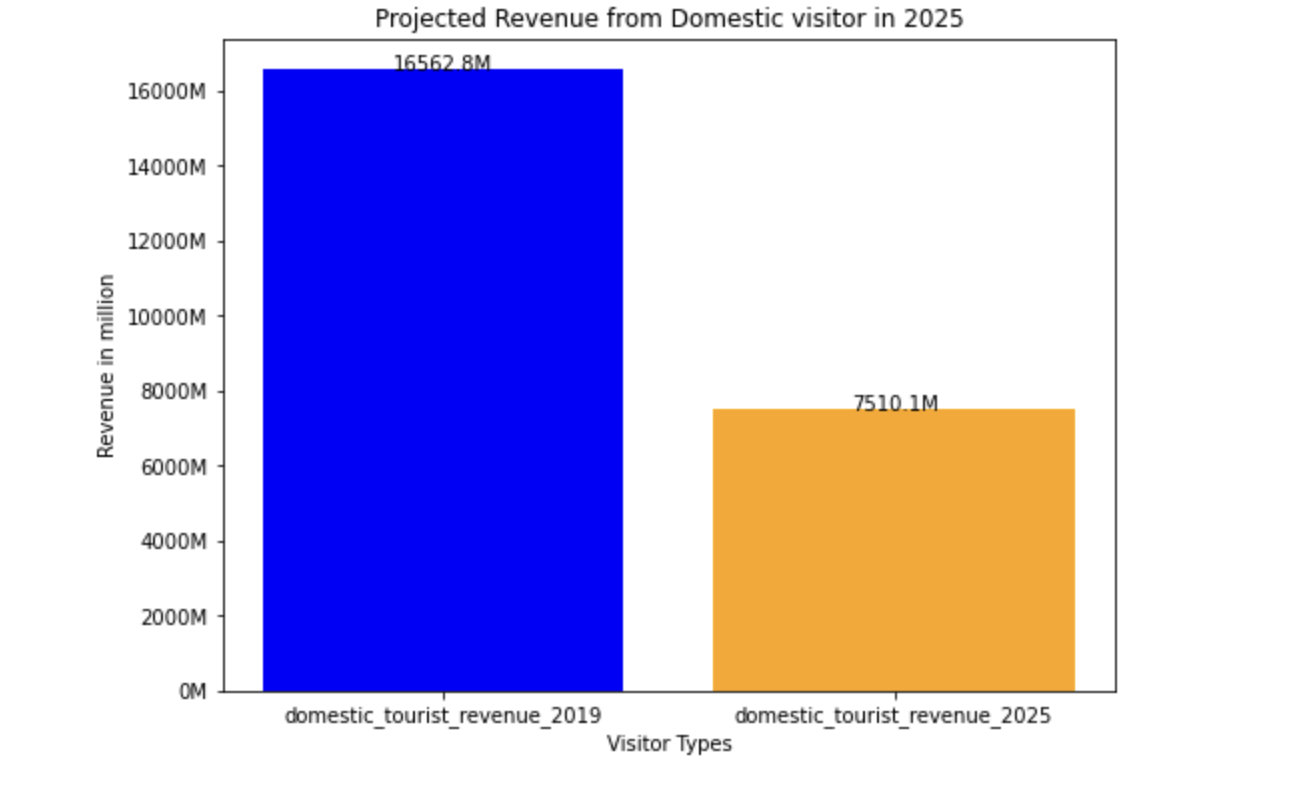 Projected Revenue from Domestic visitor in 2025
16562.8M
16000M
14000M
12000M
10000M
8000M
7510.1M
6000M
4000M
2000M
0M
Revenue in million
domestic_tourist_revenue_2019 domestic_tourist_revenue_2025
Visitor Types